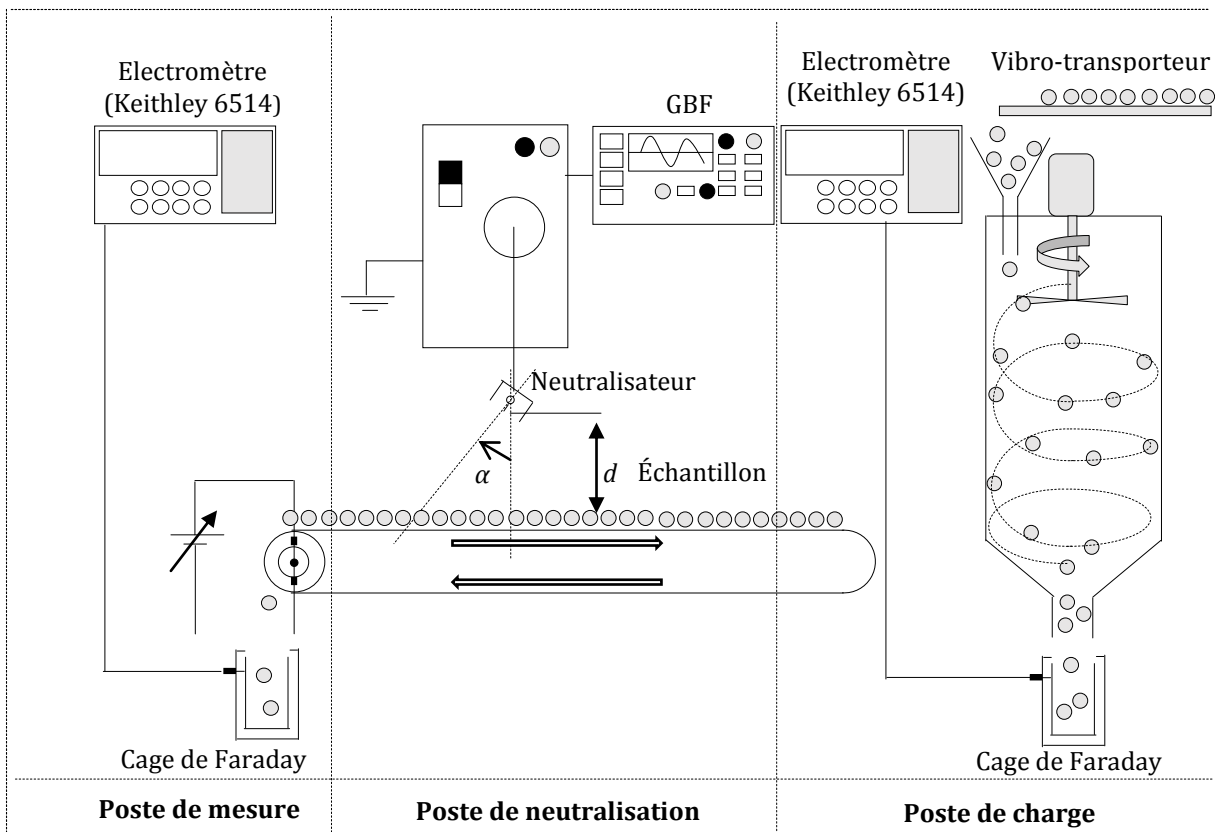 Electromètre
(Keithley 6514)
GBF
Electromètre
(Keithley 6514)
Vibro-transporteur
Neutralisateur
α
d
Échantillon
Cage de Faraday
Cage de Faraday
Poste de mesure
Poste de neutralisation
Poste de charge